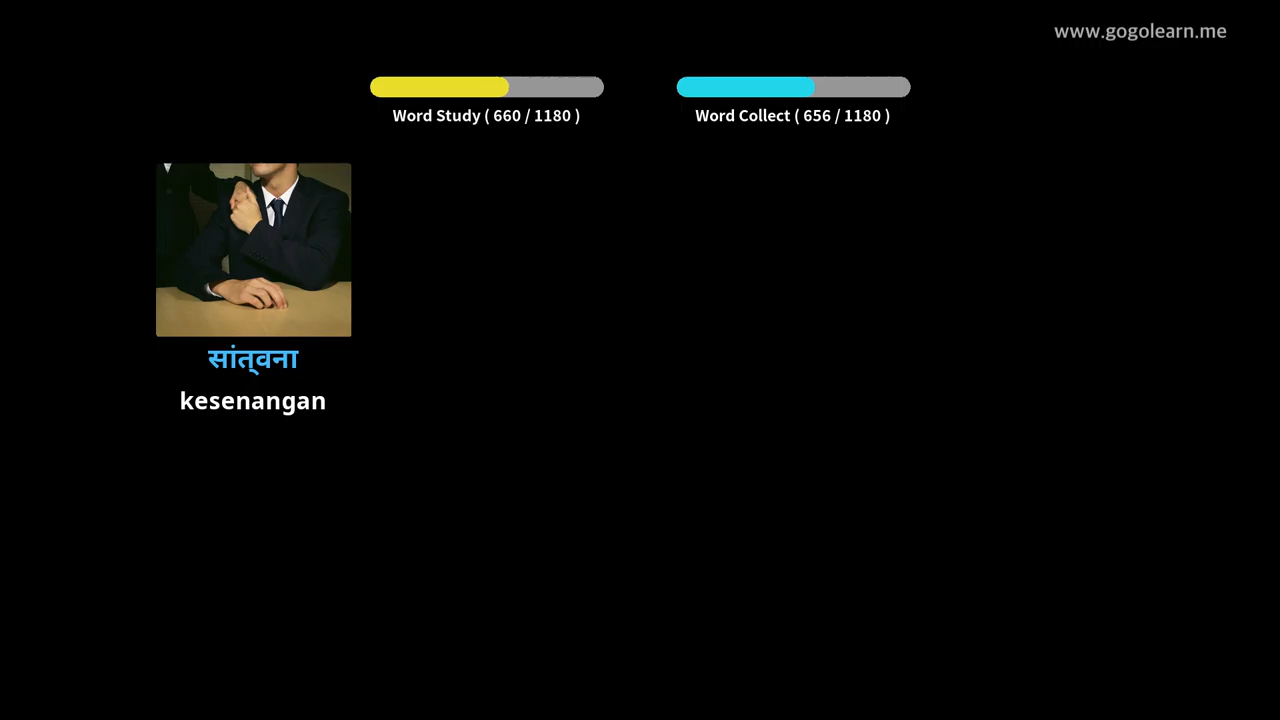 www.gogolearn.me
Word Study ( 660 / 1180 )
Word Collect ( 656 / 1180 )
सांत्वना
kesenangan